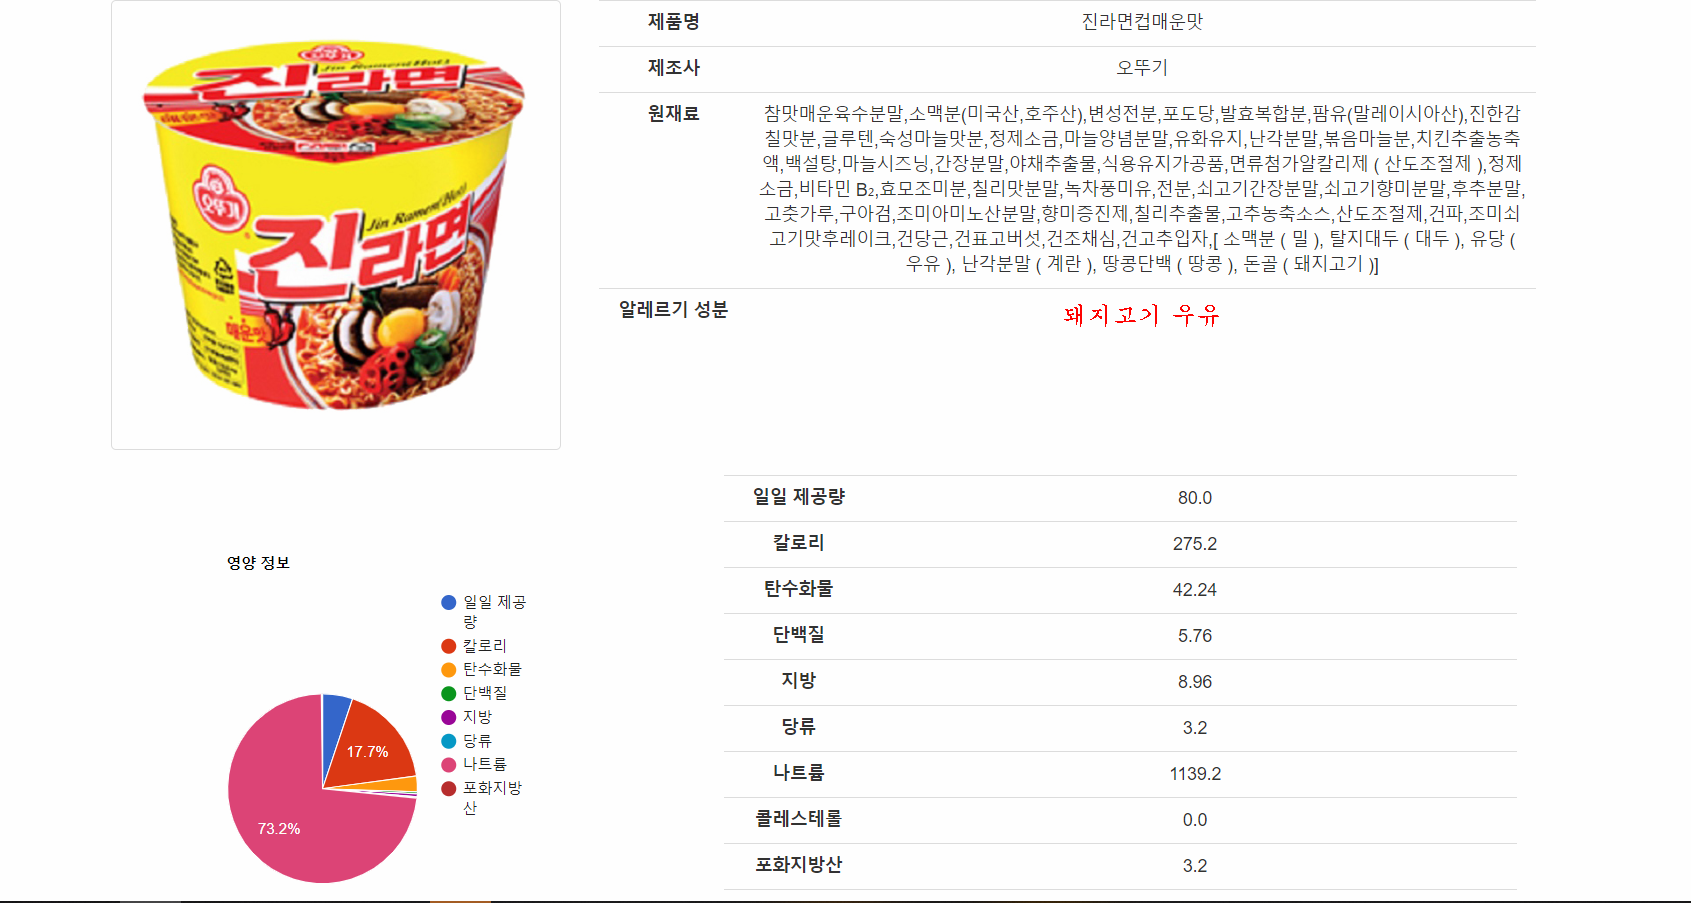 제품명 진라면컵매운맛
제조사 오뚜기
원재료 참맛매운육수분말,소맥분(미국산,호주산),변성전분,포도당,발효복합분,팜유(말레이시아산),진한감
칠맛분,글루텐,숙성마늘맛분,정제소금,마늘양념분말,유화유지,난각분말,볶음마늘분,치킨추출농축
액,백설탕,마늘시즈닝,간장분말,야채추출물,식용유지가공품,면류첨가알칼리제 ( 산도조절제 ),정제
소금,비타민 B₂,효모조미분,칠리맛분말,녹차풍미유,전분,쇠고기간장분말,쇠고기향미분말,후추분말,
고춧가루,구아검,조미아미노산분말,향미증진제,칠리추출물,고추농축소스,산도조절제,건파,조미쇠
고기맛후레이크,건당근,건표고버섯,건조채심,건고추입자,[ 소맥분 ( 밀 ), 탈지대두 ( 대두 ), 유당 (
우유 ), 난각분말 ( 계란 ), 땅콩단백 ( 땅콩 ), 돈골 ( 돼지고기 )]
알레르기 성분 돼지고기 우유
오뚜기
Jin Ramen(Hot)
진라면
오뚜기
Jin Ramen(Hot)
진라면
매운맛
일일 제공량 80.0
칼로리 275.2
탄수화물 42.24
단백질 5.76
지방 8.96
당류 3.2
나트륨 1139.2
콜레스테롤 0.0
포화지방산 3.2
영양 정보
일일 제공
량
칼로리
탄수화물
단백질
지방
당류
나트륨
포화지방
산
17.7%
73.2%